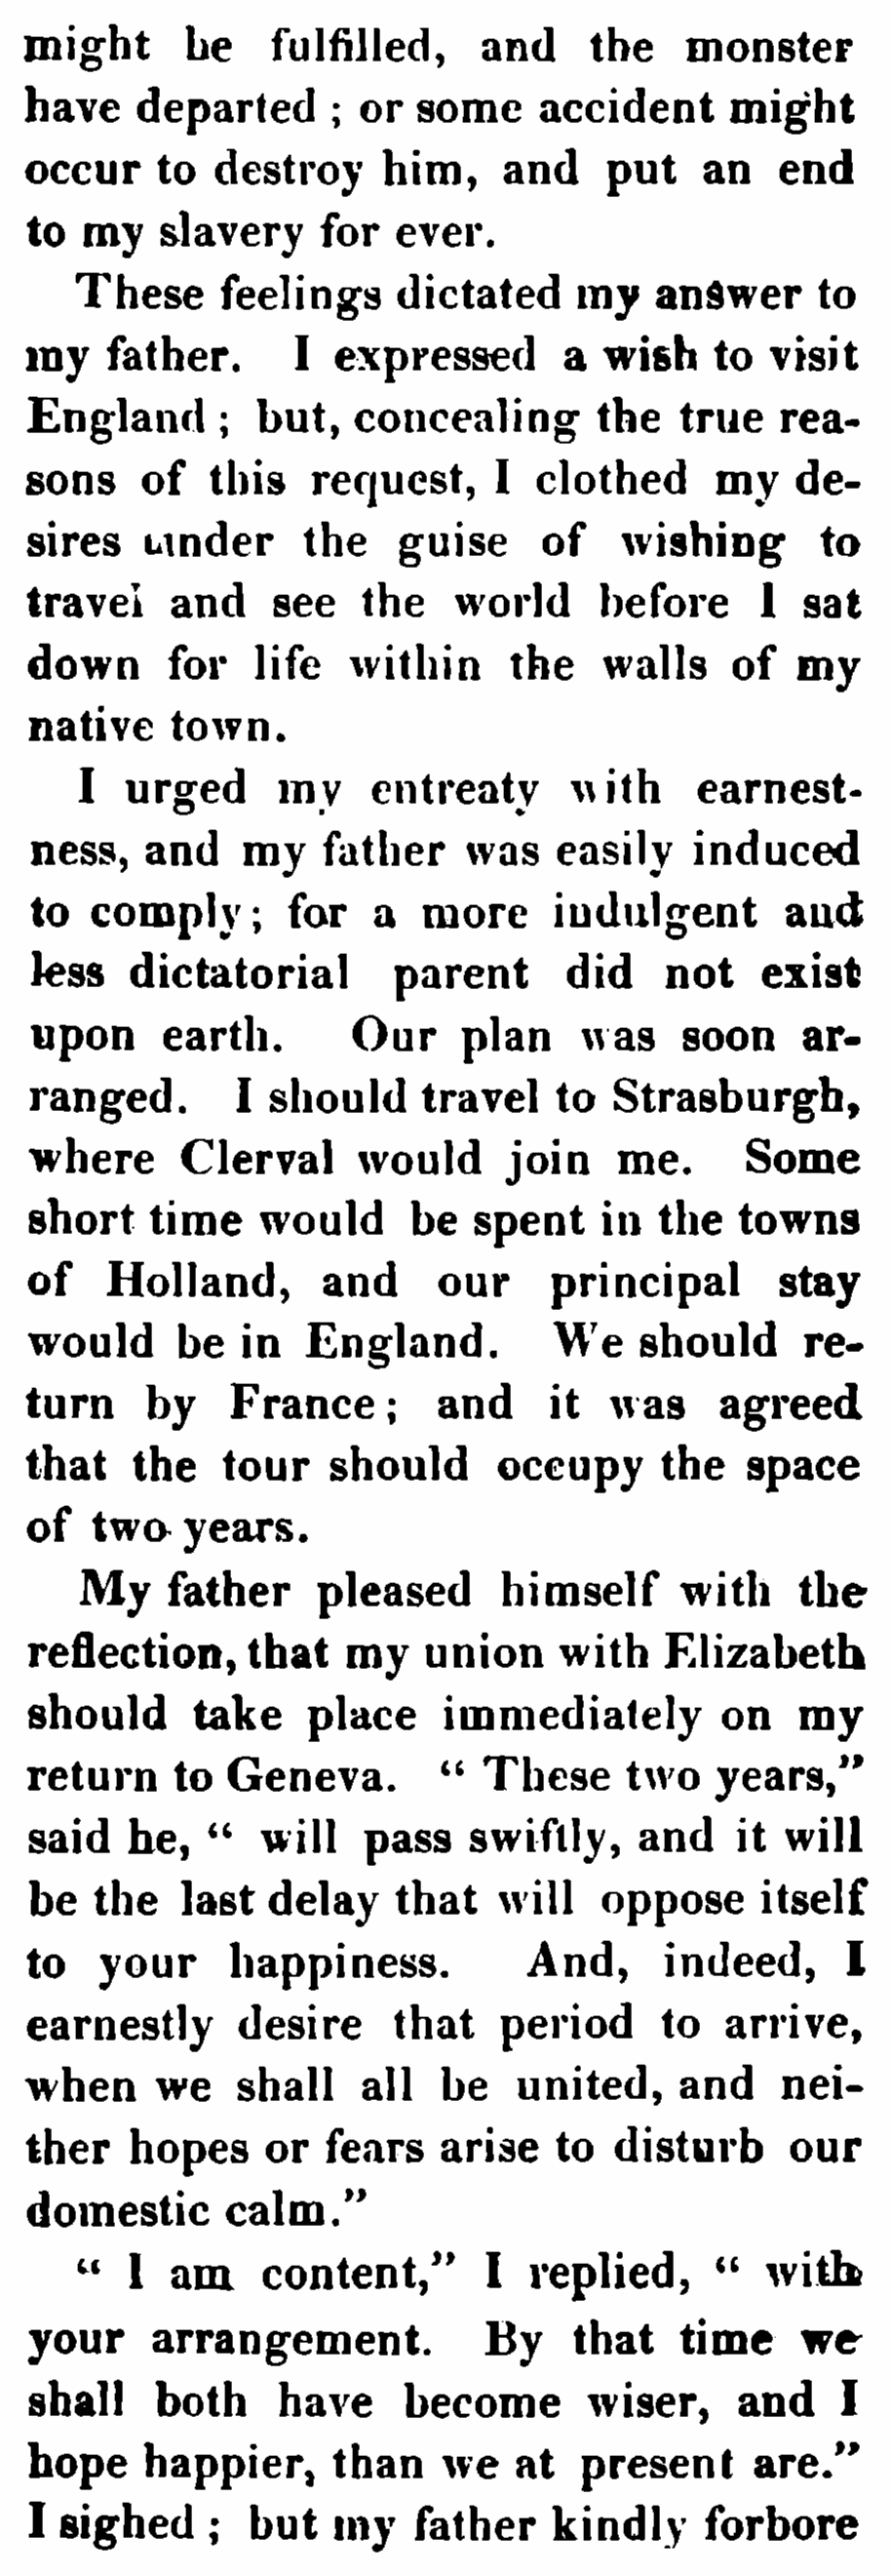 might be fulfilled, and the monster
have departed ; or some accident might
occur to destroy him, and put an end
to my slavery for ever.
These feelings dictated my answer to
my father. I expressed a wish to visit
England ; but, concealing the true rea-
sons of this request, I clothed my de-
sires under the guise of wishing to
travel and see the world before I sat
down for life within the walls of my
native town.
I urged my entreaty with earnest-
ness, and my father was easily induced
to comply; for a more indulgent and
less dictatorial parent did not exist
upon earth. Our plan was soon ar-
ranged. I should travel to Strasburgh,
where Clerval would join me. Some
short time would be spent in the towns
of Holland, and our principal stay
would be in England. We should re-
turn by France; and it was agreed
that the tour should occupy the space
of two years.
My father pleased himself with the
reflection, that my union with Elizabeth
should take place immediately on my
return to Geneva. “ These two years,”
said he, “ will pass swiftly, and it will
be the last delay that will oppose itself
to your happiness. And, indeed, I
earnestly desire that period to arrive,
when we shall all be united, and nei-
ther hopes or fears arise to disturb our
domestic calm.”
“ I am content,” I replied, “ with
your arrangement. By that time we
shall both have become wiser, and I
hope happier, than we at present are.”
I sighed ; but my father kindly forbore